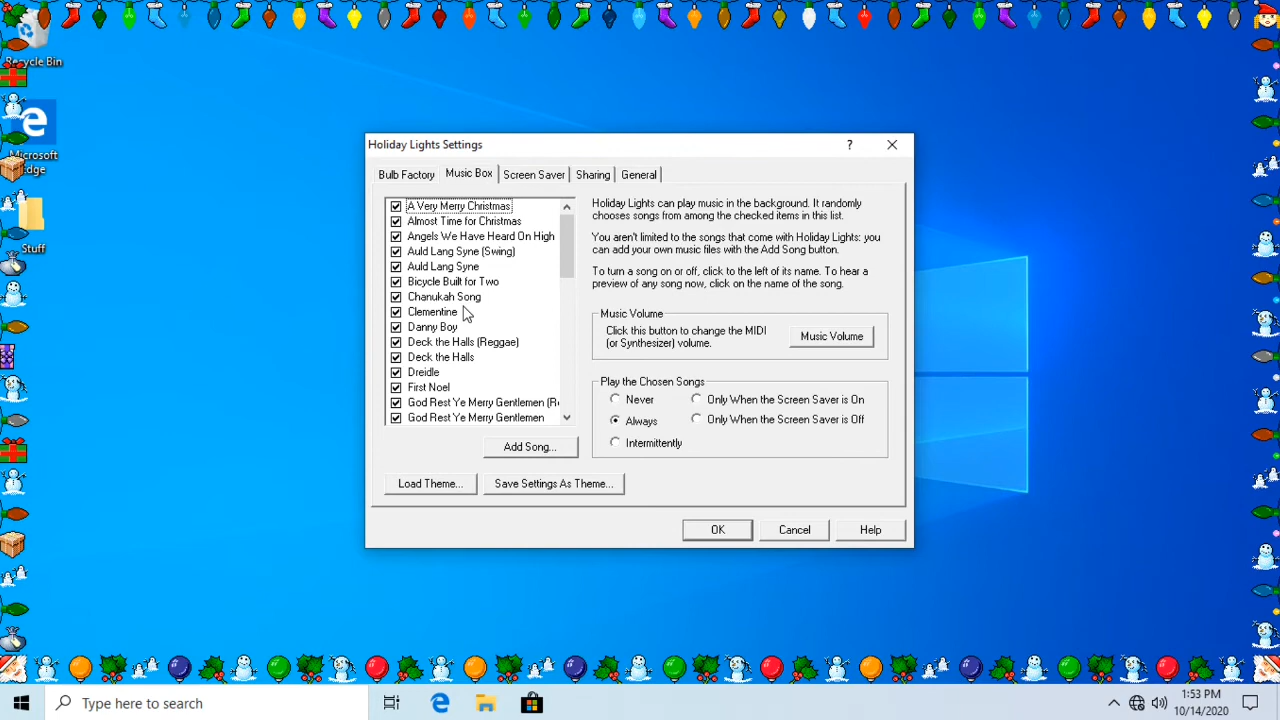 Recycle Bin
Microsoft
Edge
Stuff
Holiday Lights Settings
?
Bulb Factory
Music Box
Screen Saver
Sharing
General
A Very Merry Christmas
Almost Time for Christmas
Angels We Have Heard On High
Auld Lang Syne (Swing)
Auld Lang Syne
Bicycle Built for Two
Chanukah Song
Clementine
Danny Boy
Deck the Halls (Reggae)
Deck the Halls
Dreidle
First Noel
God Rest Ye Merry Gentlemen (R
God Rest Ye Merry Gentlemen
Add Song...
Load Theme...
Save Settings As Theme...
Holiday Lights can play music in the background. It randomly
chooses songs from among the checked items in this list.
You aren't limited to the songs that come with Holiday Lights: you
can add your own music files with the Add Song button.
To turn a song on or off, click to the left of its name. To hear a
preview of any song now, click on the name of the song.
Music Volume
Click this button to change the MIDI
(or Synthesizer) volume.
Music Volume
Play the Chosen Songs
Never
Only When the Screen Saver is On
Always
Only When the Screen Saver is Off
Intermittently
OK
Cancel
Help
Type here to search
1:53 PM
10/14/2020